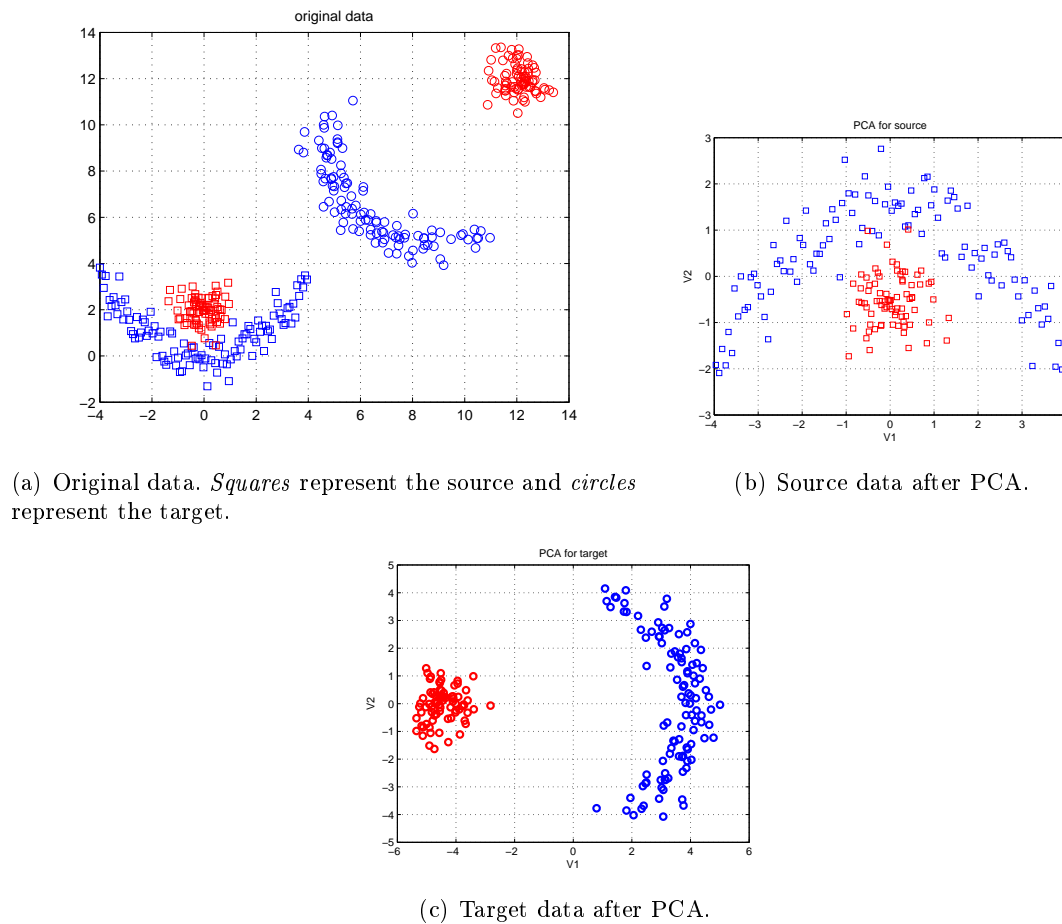 original data
14
12
10
8
6
4
2
0
−2
−4 −2 0 2 4 6 8 10 12 14
(a) Original data. Squares represent the source and circles
represent the target.
PCA for source
V2
3
2
1
0
−1
−2
−3
−4 −3 −2 −1 0 1 2 3
V1
(b) Source data after PCA.
PCA for target
V2
5
4
3
2
1
0
−1
−2
−3
−4
−5
−6 −4 −2 0 2 4 6
V1
(c) Target data after PCA.